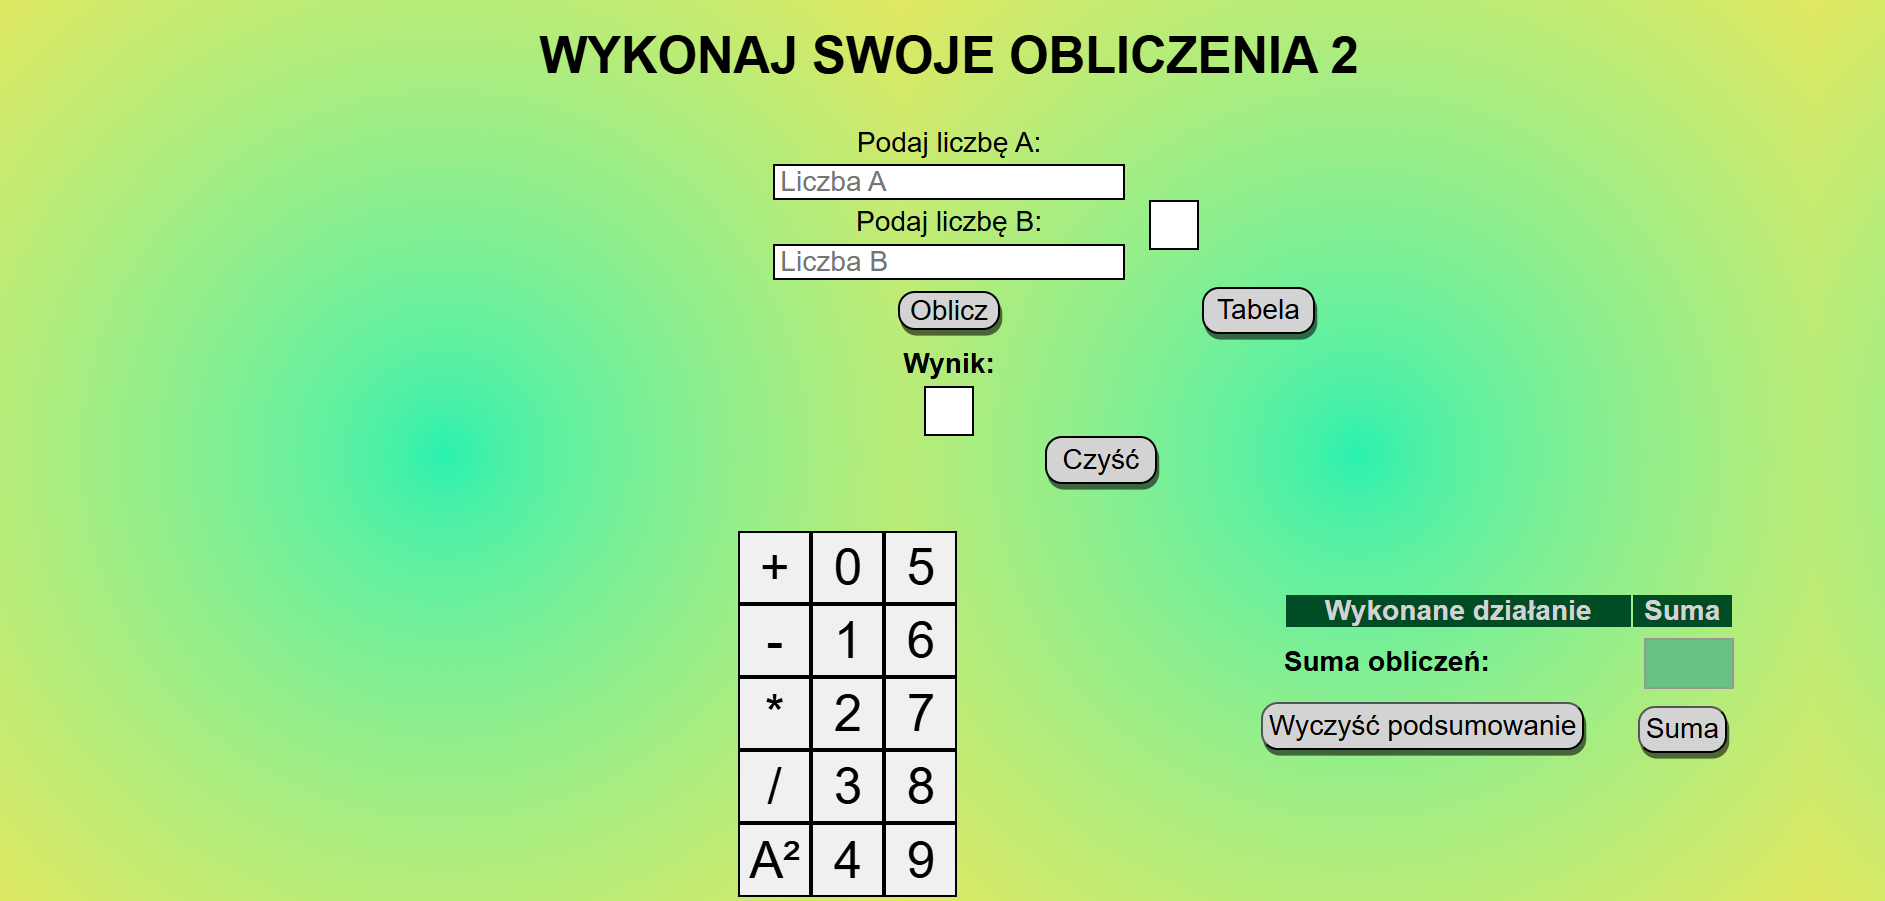 WYKONAJ SWOJE OBLICZENIA 2
Podaj liczbę A:
Liczba A
Podaj liczbę B:
Liczba B
Oblicz
Tabela
Wynik:
Czyść
+ 0 5
- 1 6
* 2 7
/ 3 8
A² 4 9
Wykonane działanie Suma
Suma obliczeń:
Wyczyść podsumowanie Suma